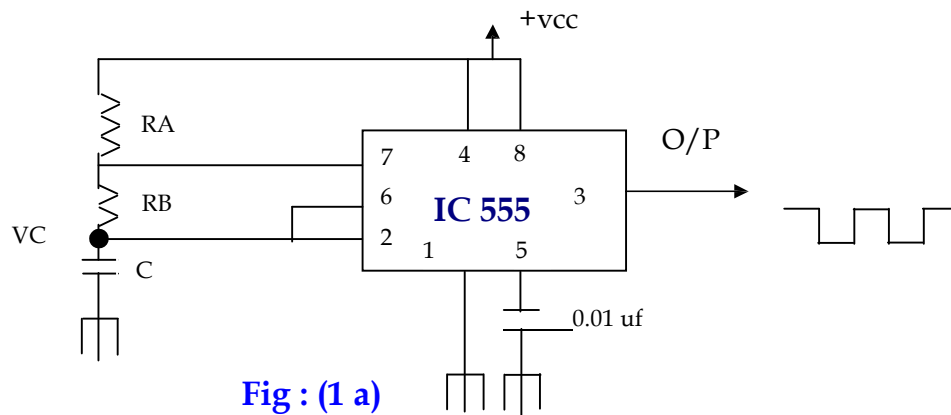 +vcc
RA
O/P
7 4 8
6
RB
IC 555
3
VC
2
1 5
C
0.01 uf
Fig : (1 a)